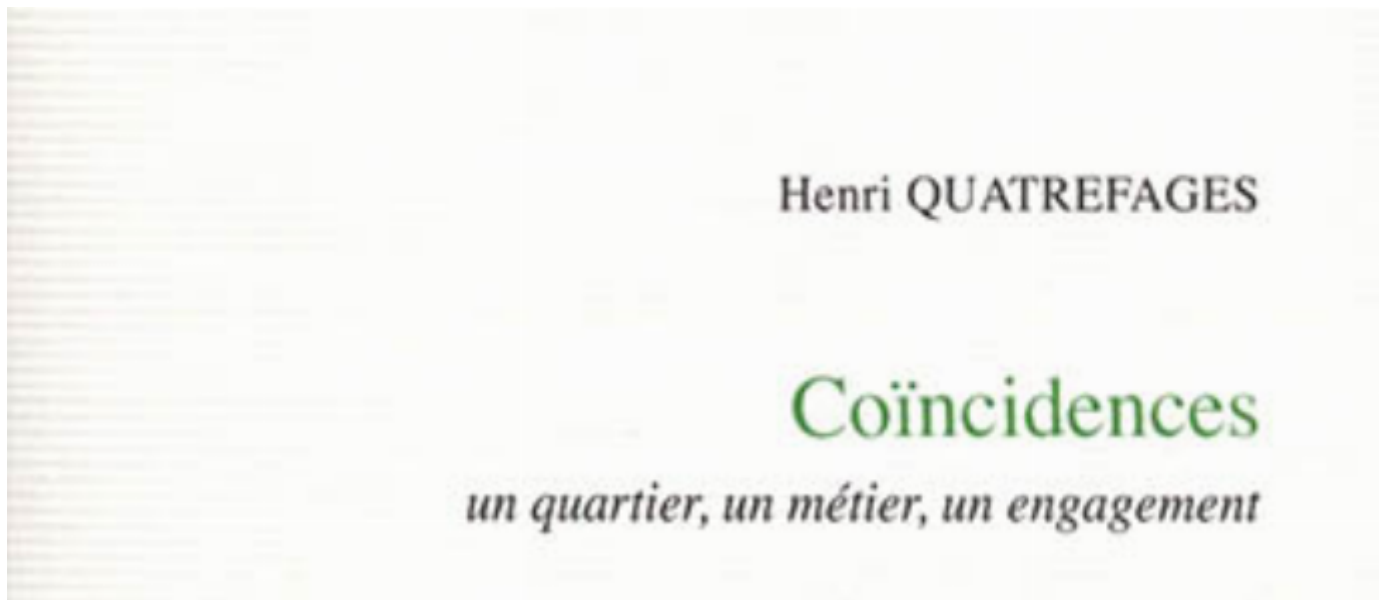 Henri QUATREFAGES
Coïncidences
un quartier, un métier, un engagement